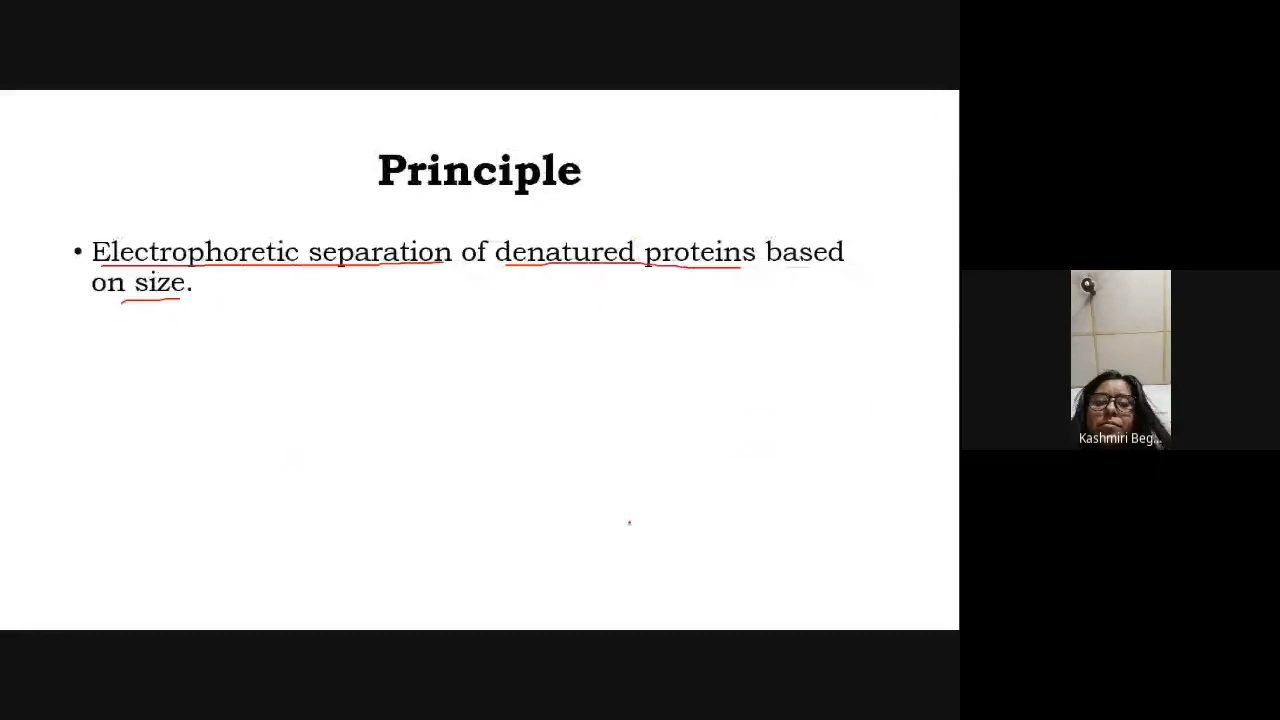 Principle
• Electrophoretic separation of denatured proteins based
on size.
Kashmiri Beg...